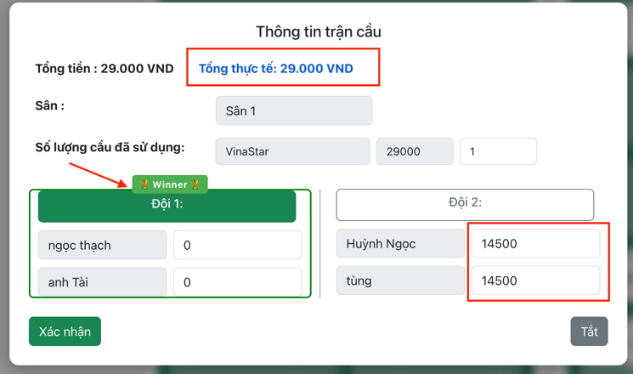 Thông tin trận cầu
Tổng tiền : 29.000 VND Tổng thực tế: 29.000 VND
Sân : Sân 1
Số lượng cầu đã sử dụng: VinaStar 29000 1
🏆 Winner 🏆
Đội 1:
ngọc thạch 0
anh Tài 0
Đội 2:
Huỳnh Ngọc 14500
tùng 14500
Xác nhận Tắt